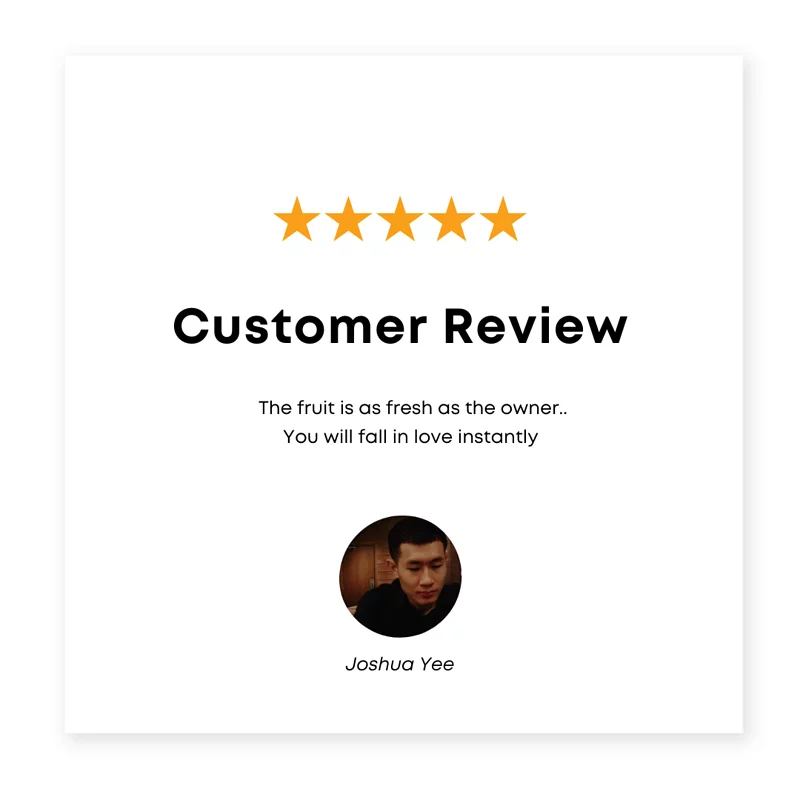 Customer Review
The fruit is as fresh as the owner..
You will fall in love instantly
Joshua Yee